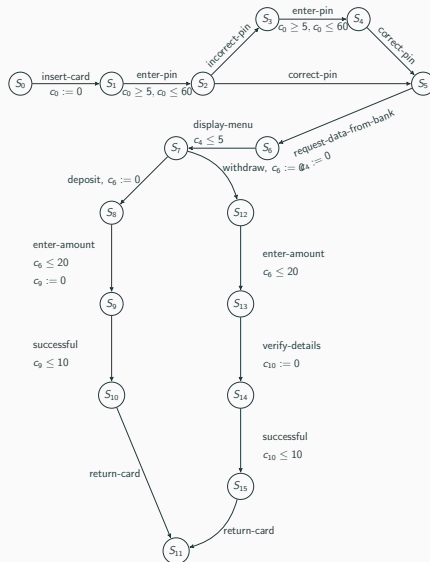 S₃
enter-pin
c₀ ≥ 5, c₀ ≤ 60
S₄
incorrect-pin
correct-pin
S₀
insert-card
c₀ := 0
S₁
enter-pin
c₀ ≥ 5, c₀ ≤ 60
S₂
correct-pin
S₅
request-data-from-bank
c₄ := 0
S₆
display-menu
c₄ ≤ 5
S₇
deposit, c₆ := 0
withdraw, c₆ := 0
S₈
S₁₂
enter-amount
c₆ ≤ 20
c₉ := 0
enter-amount
c₆ ≤ 20
S₉
S₁₃
successful
c₉ ≤ 10
verify-details
c₁₀ := 0
S₁₀
S₁₄
successful
c₁₀ ≤ 10
return-card
S₁₅
return-card
S₁₁